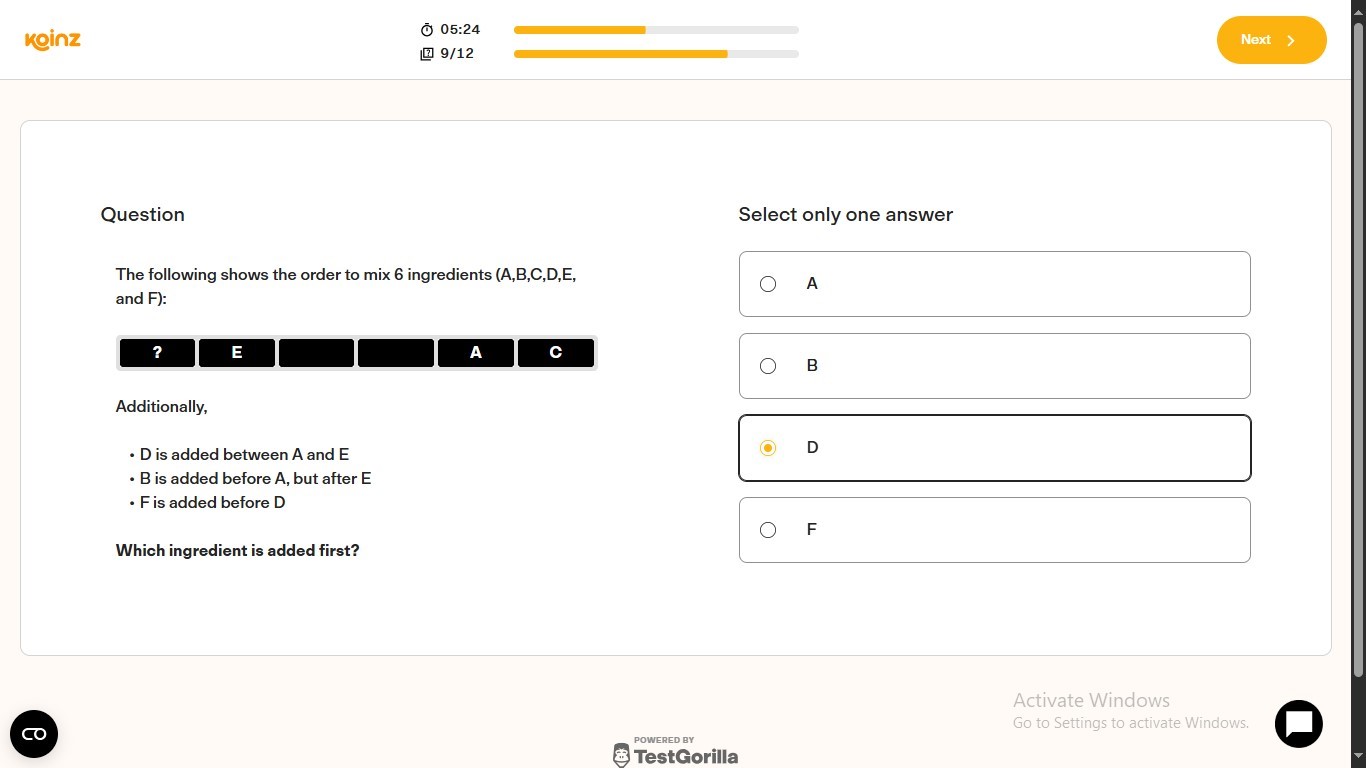 KOINZ
05:24
9/12
Next
Question
The following shows the order to mix 6 ingredients (A,B,C,D,E,
and F):
? E A C
Additionally,
• D is added between A and E
• B is added before A, but after E
• F is added before D
Which ingredient is added first?
Select only one answer
A
B
D
F
Activate Windows
Go to Settings to activate Windows.
POWERED BY
TestGorilla